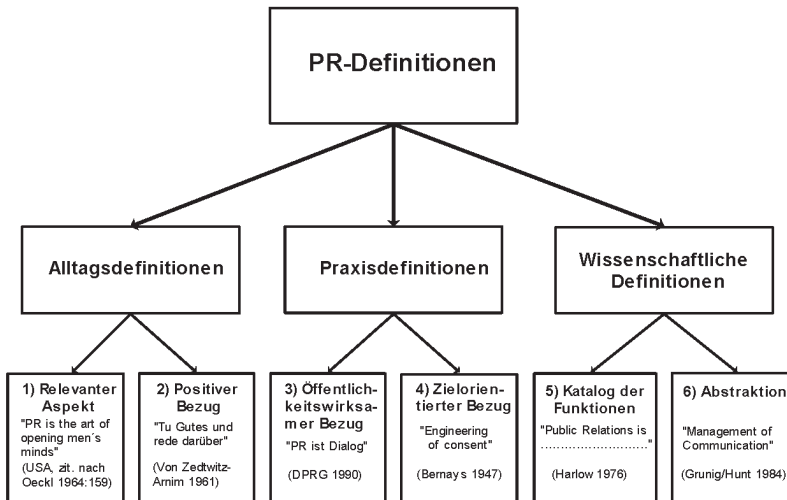 PR-Definitionen
Alltagsdefinitionen
Praxisdefinitionen
Wissenschaftliche
Definitionen
1) Relevanter
Aspekt
"PR is the art of
opening men´s
minds"
(USA, zit. nach
Oeckl 1964:159)
2) Positiver
Bezug
"Tu Gutes und
rede darüber"
(Von Zedtwitz-
Arnim 1961)
3) Öffentlich-
keitswirksa-
mer Bezug
"PR ist Dialog"
(DPRG 1990)
4) Zielorien-
tierter Bezug
"Engineering
of consent"
(Bernays 1947)
5) Katalog der
Funktionen
"Public Relations is
..............................."
(Harlow 1976)
6) Abstraktion
"Management of
Communication"
(Grunig/Hunt 1984)